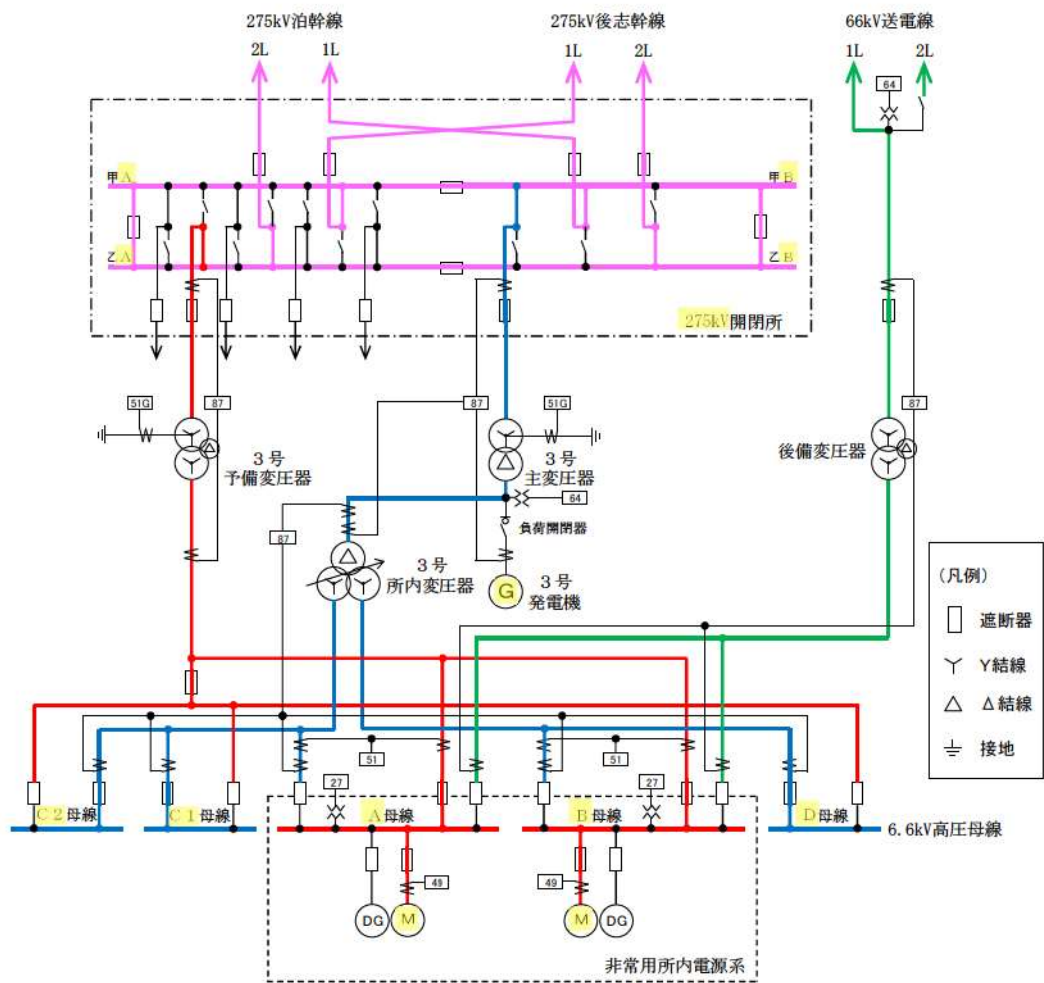 275kV泊幹線
275kV後志幹線
66kV送電線
2L
1L
1L
2L
1L
2L
64
甲A
甲B
乙A
乙B
275kV開閉所
51G
87
87
51G
87
3号
予備変圧器
3号
主変圧器
後備変圧器
64
負荷開閉器
87
3号
所内変圧器
G
3号
発電機
(凡例)
遮断器
Y結線
Δ結線
接地
51
51
27
27
C2母線
C1母線
A母線
B母線
D母線
6.6kV高圧母線
49
49
DG
M
M
DG
非常用所内電源系